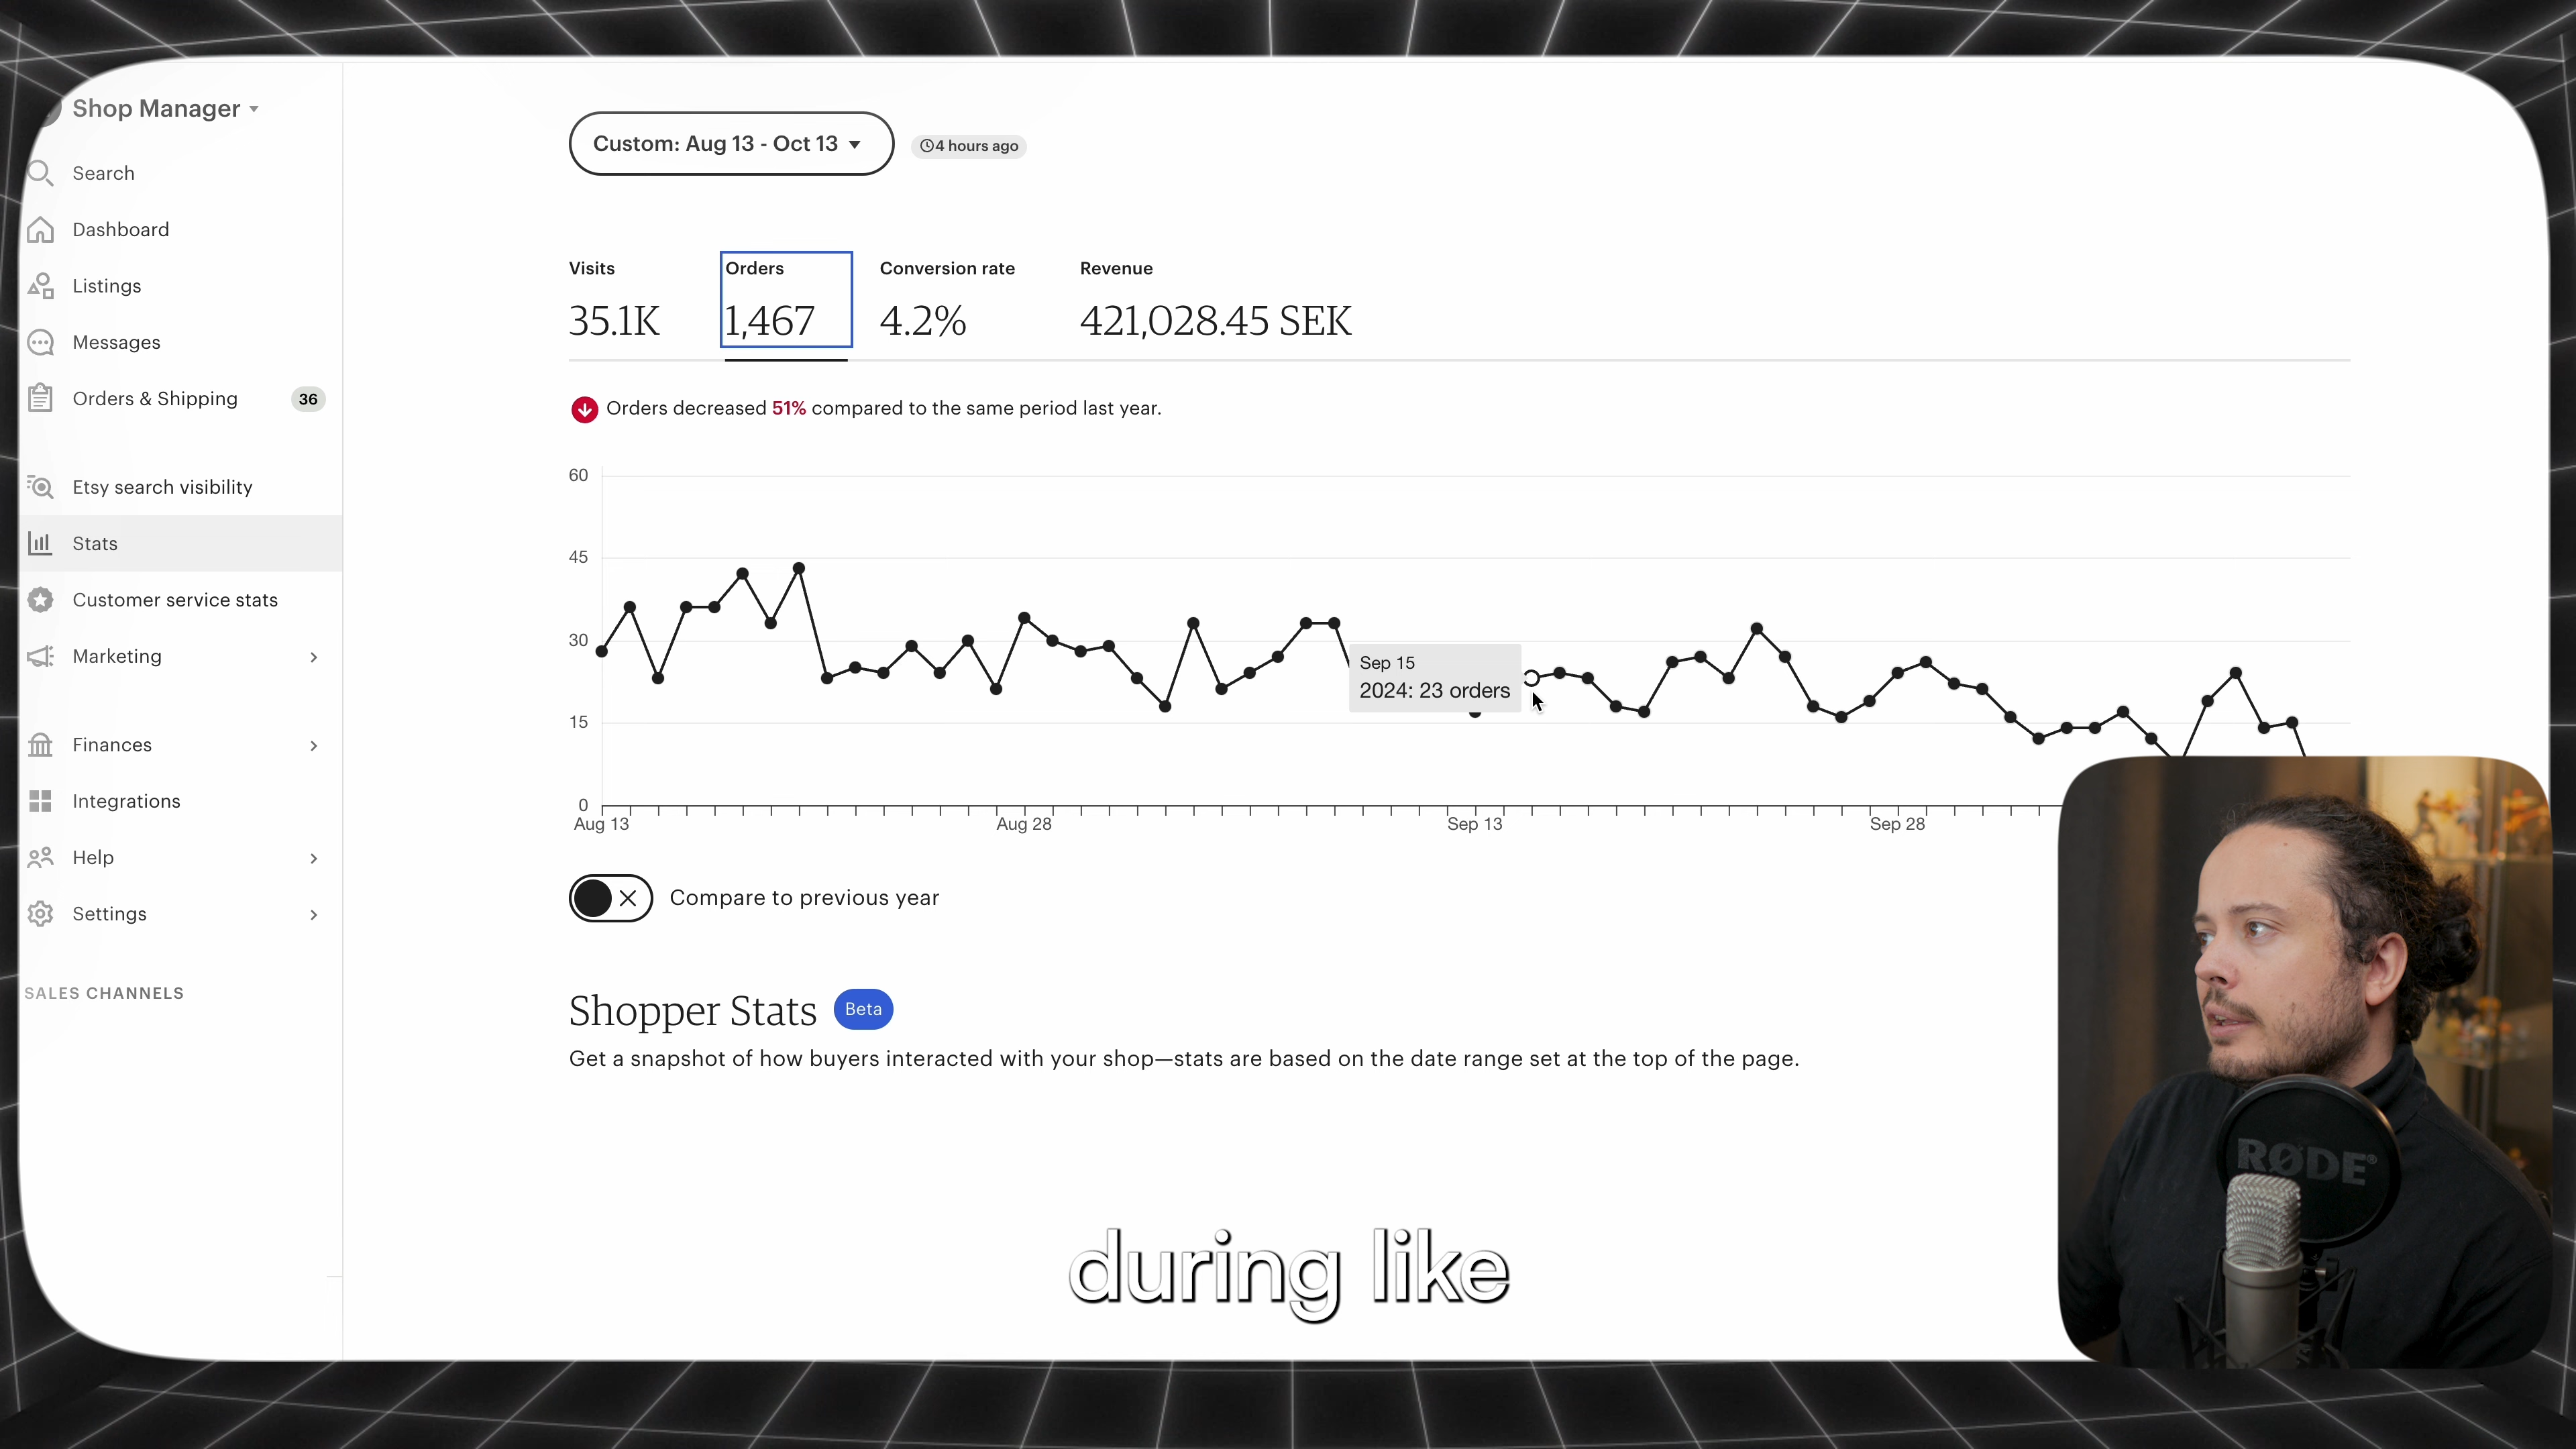 Shop Manager
Search
Dashboard
Listings
Messages
Orders & Shipping 36
Etsy search visibility
Stats
Customer service stats
Marketing
Finances
Integrations
Help
Settings
SALES CHANNELS
Custom: Aug 13 - Oct 13
4 hours ago
Visits Orders Conversion rate Revenue
35.1K 1,467 4.2% 421,028.45 SEK
Orders decreased 51% compared to the same period last year.
60
45
30
15
0
Sep 15
2024: 23 orders
Aug 13 Aug 28 Sep 13 Sep 28
Compare to previous year
Shopper Stats Beta
Get a snapshot of how buyers interacted with your shop—stats are based on the date range set at the top of the page.
RØDE®
during like